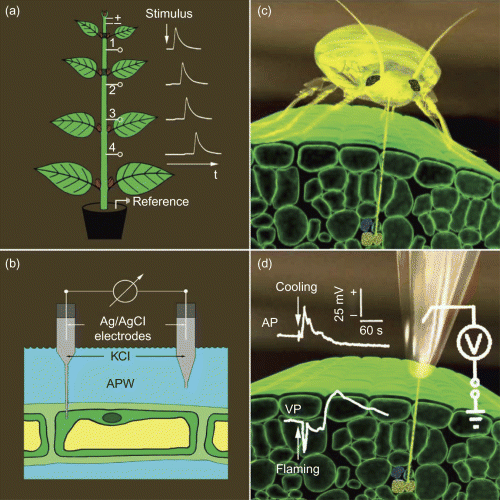 (a)
Stimulus
+
−
1
2
3
4
t
Reference
(b)
Ag/AgCl
electrodes
KCl
APW
(c)
(d)
Cooling
AP
+
−
25 mV
60 s
V
VP
Flaming